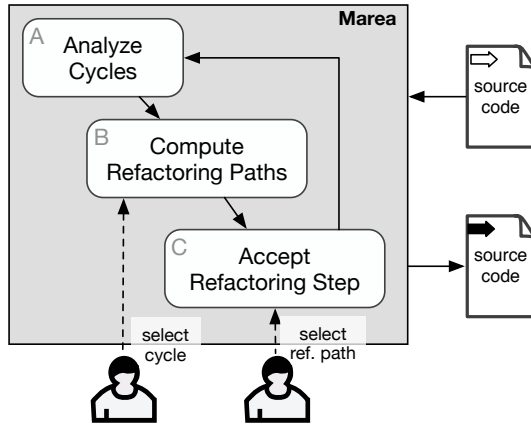 Marea
A
Analyze
Cycles
B
Compute
Refactoring Paths
C
Accept
Refactoring Step
source
code
source
code
select
cycle
select
ref. path